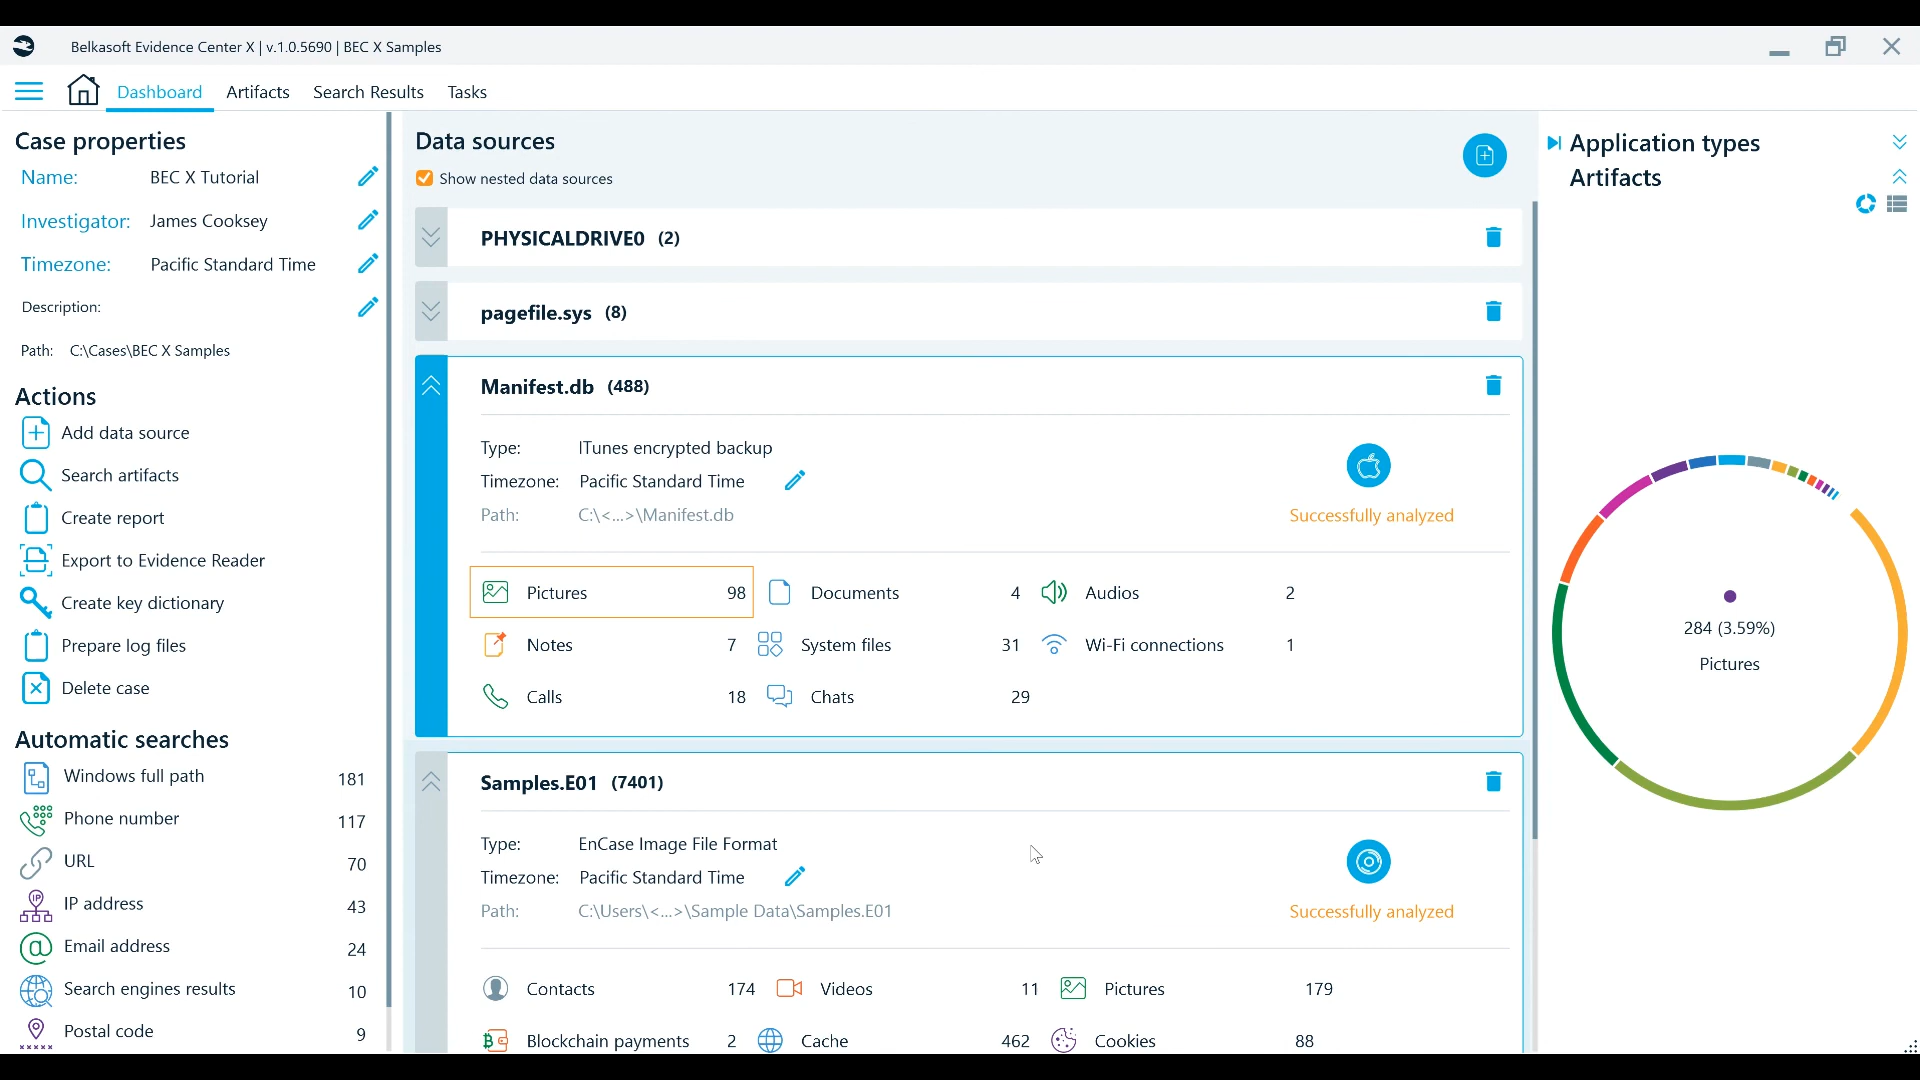 Belkasoft Evidence Center X | v.1.0.5690 | BEC X Samples
Dashboard Artifacts Search Results Tasks
Case properties
Name: BEC X Tutorial
Investigator: James Cooksey
Timezone: Pacific Standard Time
Description:
Path: C:\Cases\BEC X Samples
Actions
Add data source
Search artifacts
Create report
Export to Evidence Reader
Create key dictionary
Prepare log files
Delete case
Automatic searches
Windows full path 181
Phone number 117
URL 70
IP address 43
Email address 24
Search engines results 10
Postal code 9
Data sources
Show nested data sources
PHYSICALDRIVE0 (2)
pagefile.sys (8)
Manifest.db (488)
Type: ITunes encrypted backup
Timezone: Pacific Standard Time
Path: C:\<...>\Manifest.db
Successfully analyzed
Pictures 98 Documents 4 Audios 2
Notes 7 System files 31 Wi-Fi connections 1
Calls 18 Chats 29
Samples.E01 (7401)
Type: EnCase Image File Format
Timezone: Pacific Standard Time
Path: C:\Users\<...>\Sample Data\Samples.E01
Successfully analyzed
Contacts 174 Videos 11 Pictures 179
Blockchain payments 2 Cache 462 Cookies 88
Application types
Artifacts
284 (3.59%)
Pictures